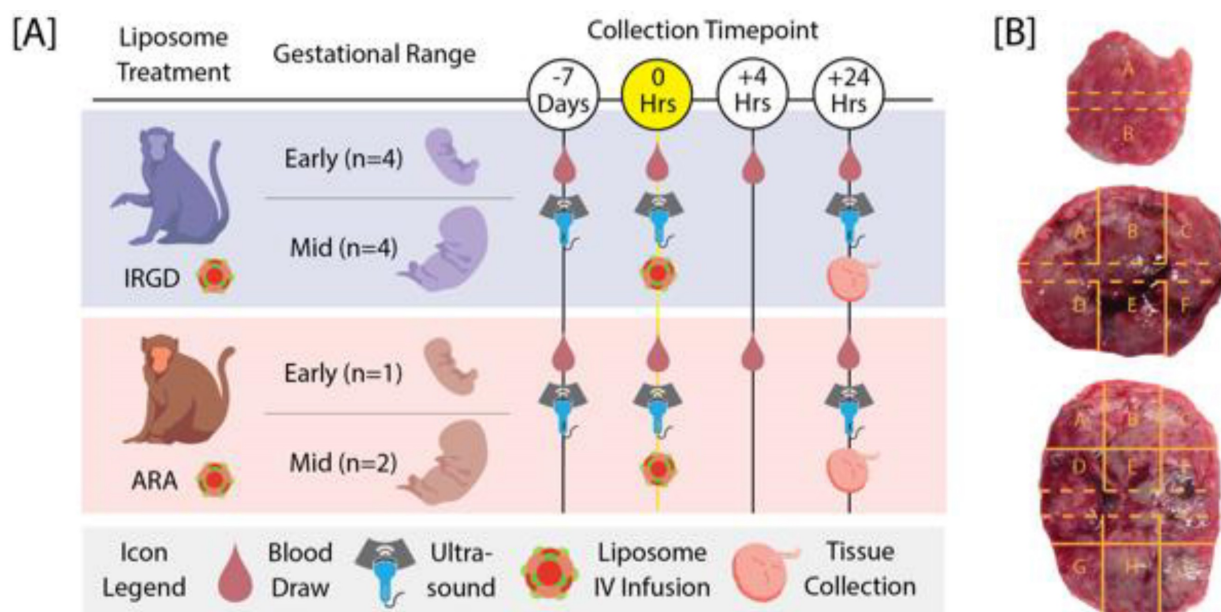 [A]
Liposome
Treatment
Gestational Range
Collection Timepoint
-7
Days
0
Hrs
+4
Hrs
+24
Hrs
Early (n=4)
Mid (n=4)
IRGD
Early (n=1)
Mid (n=2)
ARA
Icon
Legend
Blood
Draw
Ultra-
sound
Liposome
IV Infusion
Tissue
Collection
[B]
A
B
A B C
D E F
A B C
D E F
G H